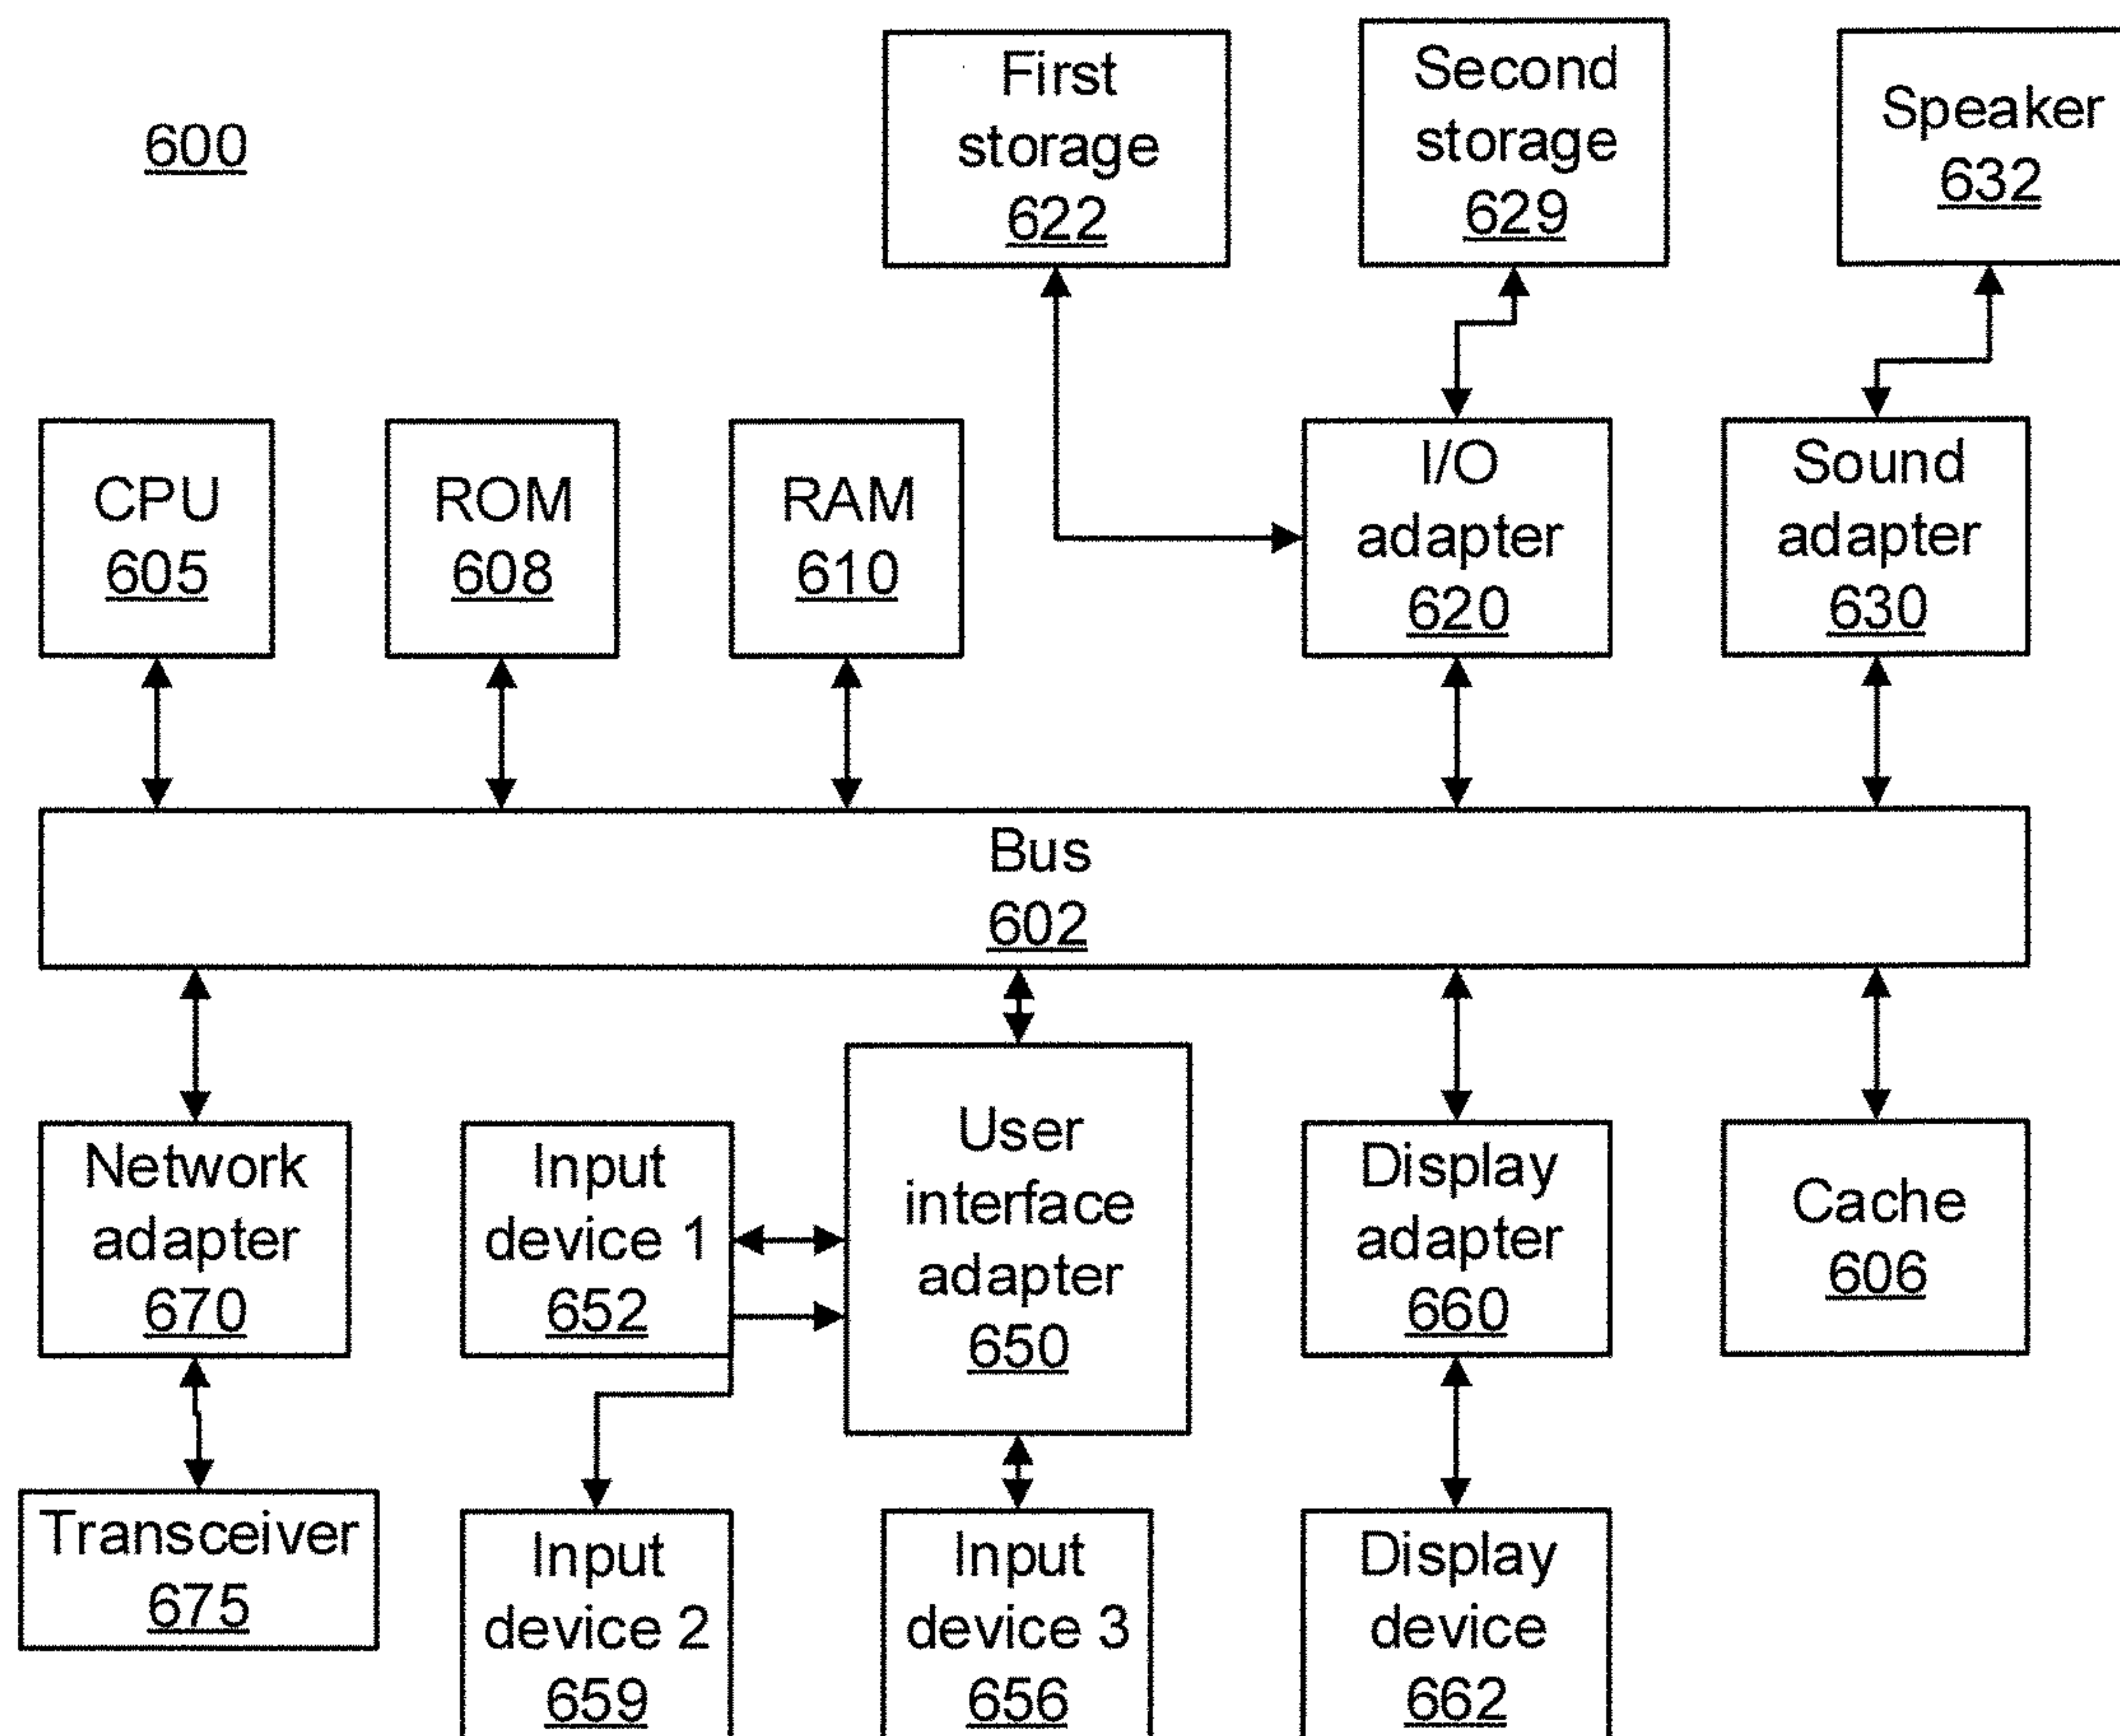 600
First
storage
622
Second
storage
629
Speaker
632
CPU
605
ROM
608
RAM
610
I/O
adapter
620
Sound
adapter
630
Bus
602
Network
adapter
670
Input
device 1
652
User
interface
adapter
650
Display
adapter
660
Cache
606
Transceiver
675
Input
device 2
659
Input
device 3
656
Display
device
662